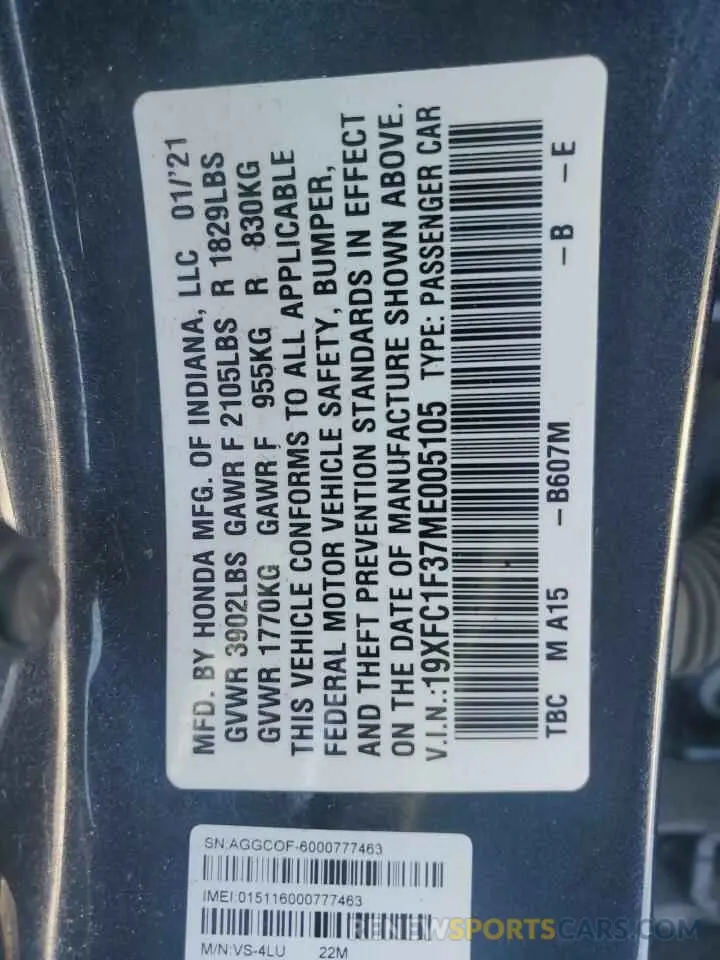 MFD. BY HONDA MFG. OF INDIANA, LLC 01/'21
GVWR 3902LBS GAWR F 2105LBS R 1829LBS
GVWR 1770KG GAWR F 955KG R 830KG
THIS VEHICLE CONFORMS TO ALL APPLICABLE
FEDERAL MOTOR VEHICLE SAFETY, BUMPER,
AND THEFT PREVENTION STANDARDS IN EFFECT
ON THE DATE OF MANUFACTURE SHOWN ABOVE.
V.I.N.:19XFC1F37ME005105 TYPE: PASSENGER CAR
TBC M A15 -B607M -B -E
SN:AGGCOF-6000777463
IMEI:015116000777463
M/N:VS-4LU 22M
RENEWSUSPECSCARS.COM